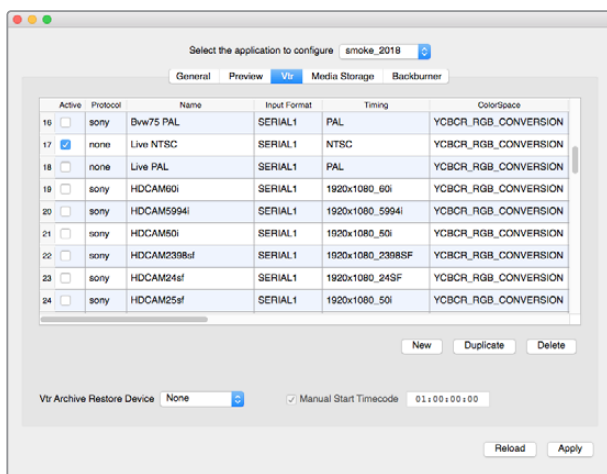 Select the application to configure smoke_2018
General Preview Vtr Media Storage Backburner
Active Protocol Name Input Format Timing ColorSpace
16 sony Bvw75 PAL SERIAL1 PAL YCBCR_RGB_CONVERSION
17 none Live NTSC SERIAL1 NTSC YCBCR_RGB_CONVERSION
18 none Live PAL SERIAL1 PAL YCBCR_RGB_CONVERSION
19 sony HDCAM60i SERIAL1 1920x1080_60i YCBCR_RGB_CONVERSION
20 sony HDCAM5994i SERIAL1 1920x1080_5994i YCBCR_RGB_CONVERSION
21 sony HDCAM50i SERIAL1 1920x1080_50i YCBCR_RGB_CONVERSION
22 sony HDCAM2398sf SERIAL1 1920x1080_2398SF YCBCR_RGB_CONVERSION
23 sony HDCAM24sf SERIAL1 1920x1080_24SF YCBCR_RGB_CONVERSION
24 sony HDCAM25sf SERIAL1 1920x1080_50i YCBCR_RGB_CONVERSION
New Duplicate Delete
Vtr Archive Restore Device None Manual Start Timecode 01:00:00:00
Reload Apply